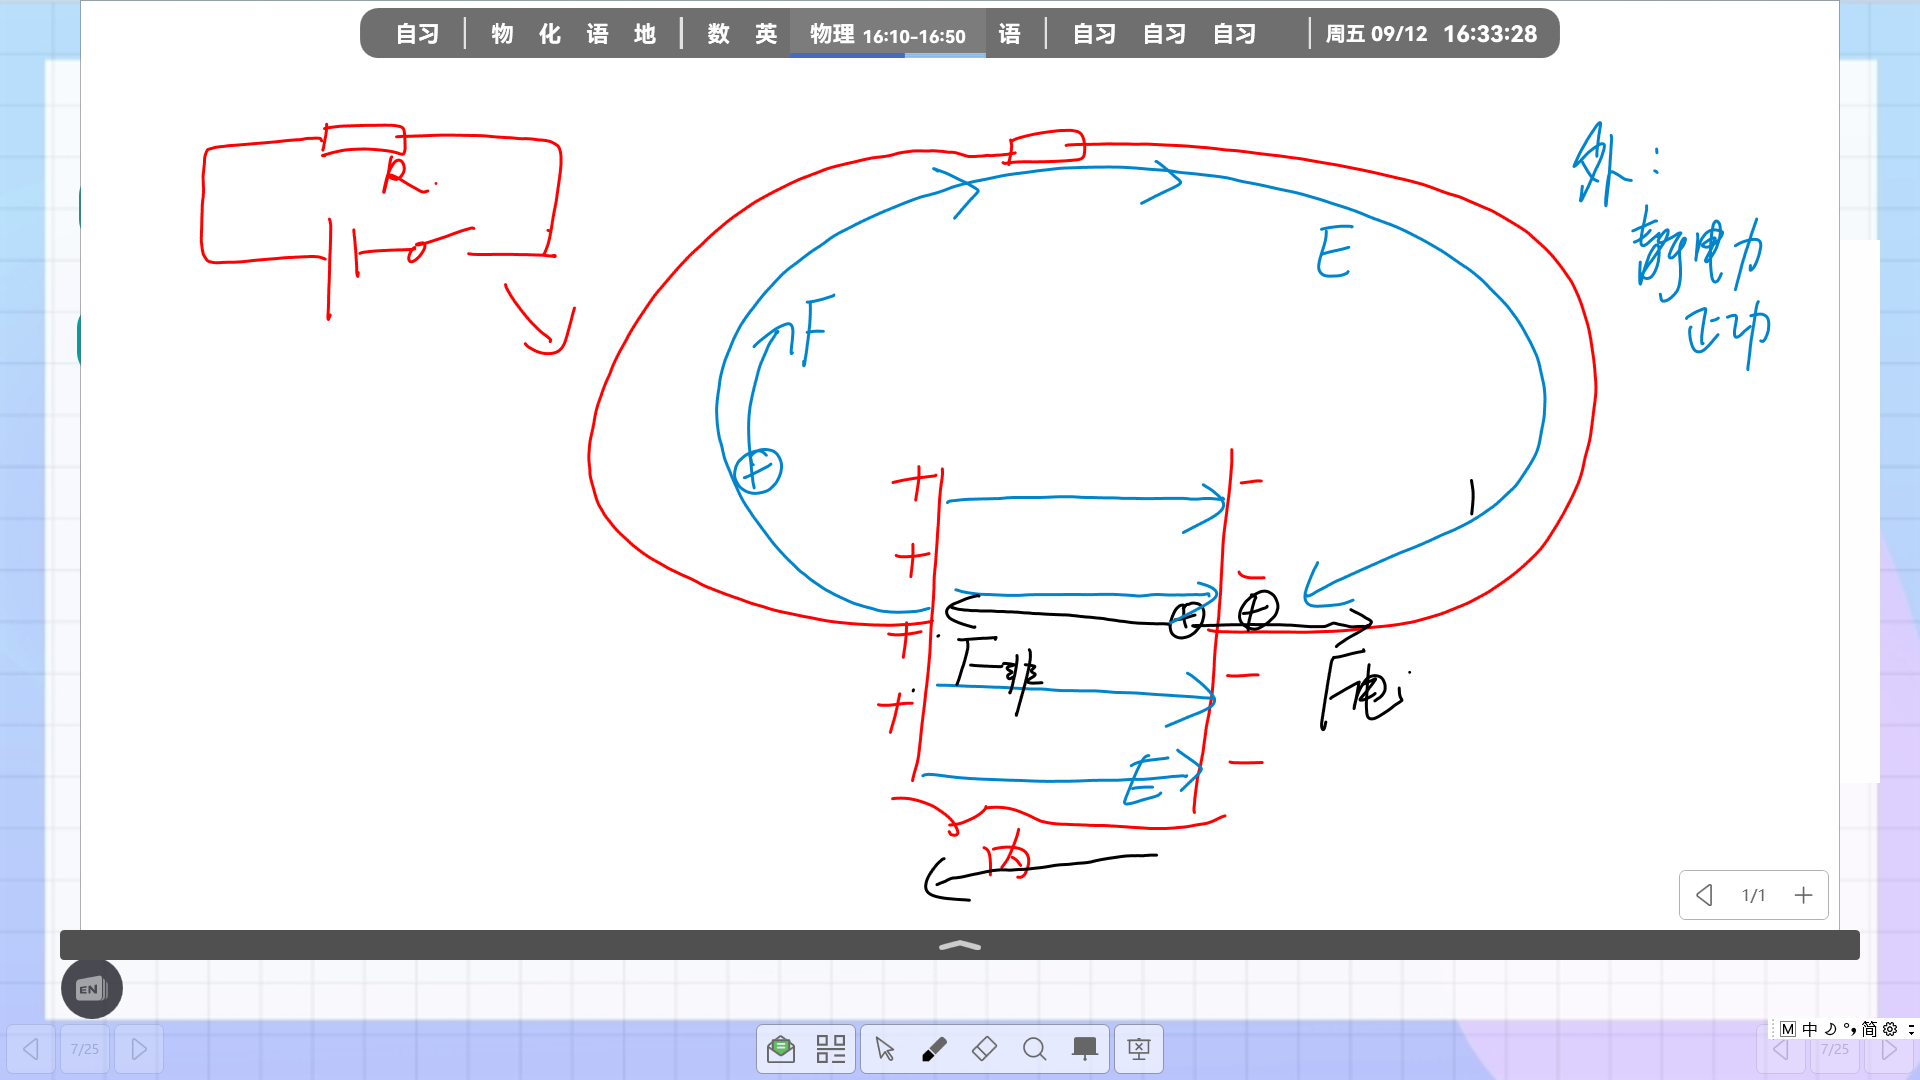 自习 物 化 语 地 数 英 物理 16:10-16:50 语 自习 自习 自习 周五 09/12 16:33:28
R
外:
静电力
正功
E
F
+
+ −
+ −
+ +
F非
+ −
F电
+
E −
内
1/1
EN
M 中 简
7/25
7/25